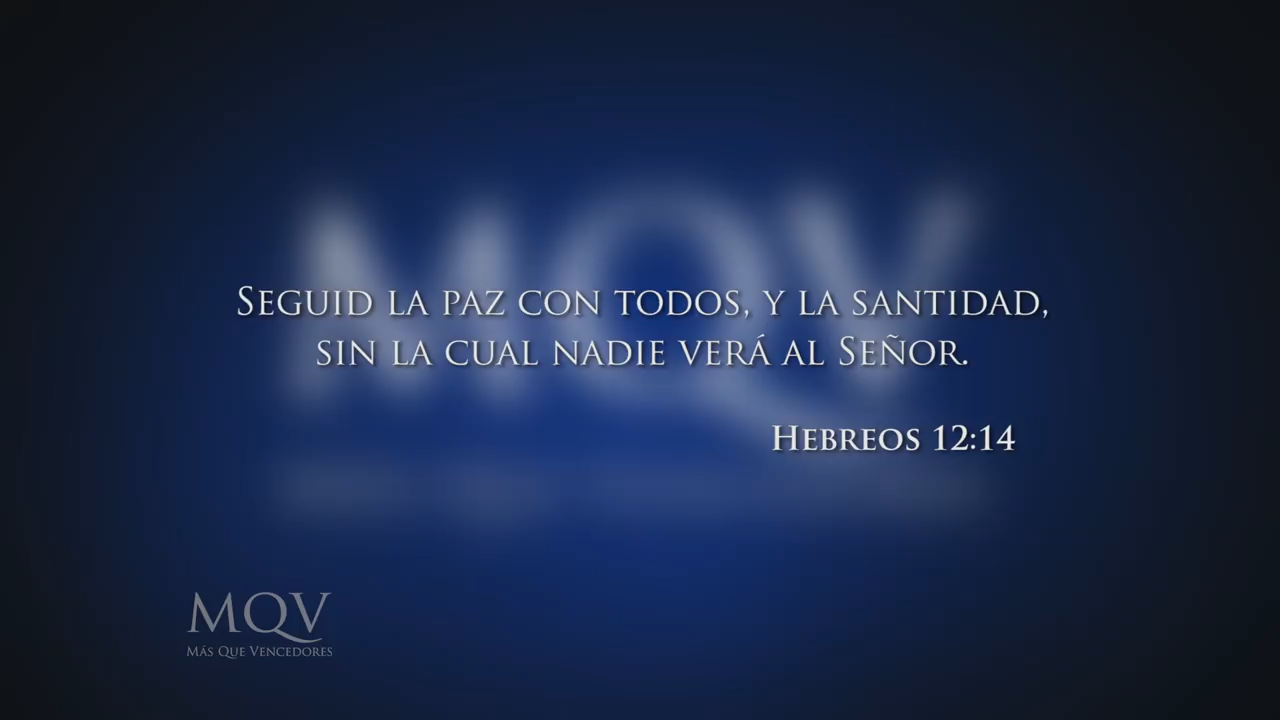 MQV
Seguid la paz con todos, y la santidad,
sin la cual nadie verá al Señor.
Hebreos 12:14
MQV
Más Que Vencedores